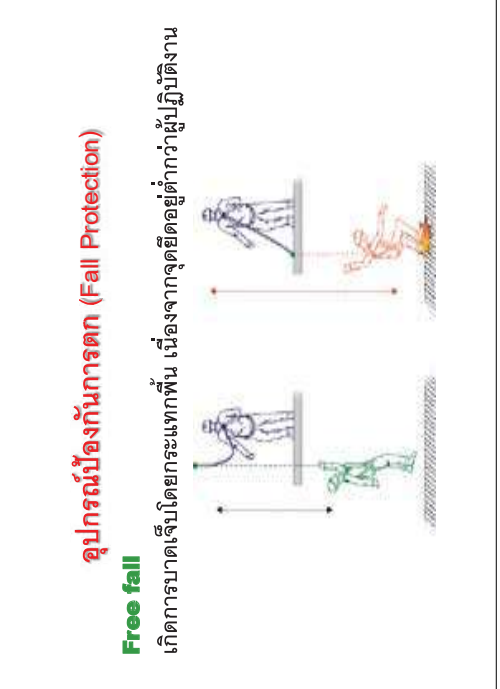 อุปกรณ์ป้องกันการตก (Fall Protection)
Free fall
เกิดการบาดเจ็บโดยกระแทกพื้น เนื่องจากจุดยึดอยู่ต่ำกว่าผู้ปฏิบัติงาน